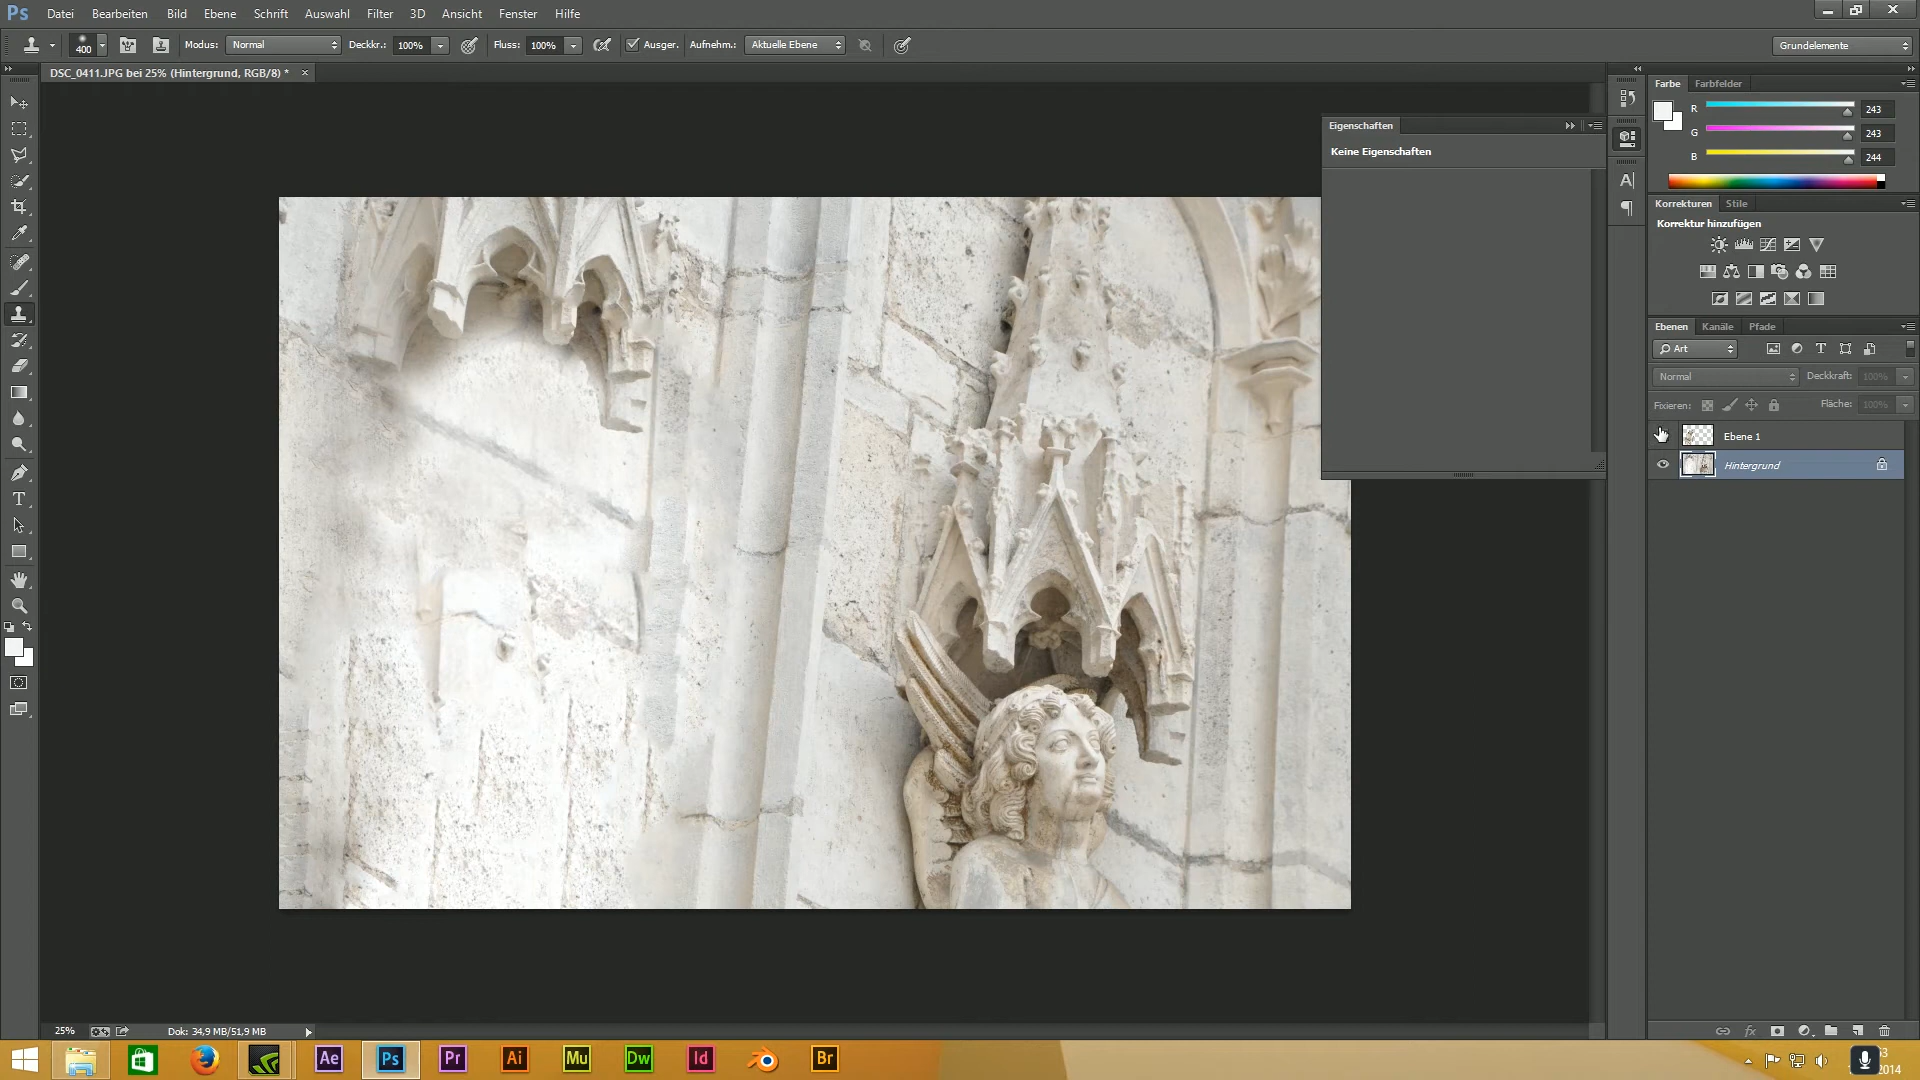 Ps Datei Bearbeiten Bild Ebene Schrift Auswahl Filter 3D Ansicht Fenster Hilfe
400 Modus: Normal Deckkr.: 100% Fluss: 100% Ausger. Aufnehm.: Aktuelle Ebene Grundelemente
DSC_0411.JPG bei 25% (Hintergrund, RGB/8) *
Farbe Farbfelder
R 243
G 243
B 244
Eigenschaften
Keine Eigenschaften
Korrekturen Stile
Korrektur hinzufügen
Ebenen Kanäle Pfade
Art
Normal Deckkraft: 100%
Fixieren: Fläche: 100%
Ebene 1
Hintergrund
25% Dok: 34,9 MB/51,9 MB
Ae Ps Pr Ai Mu Dw Id Br
2014